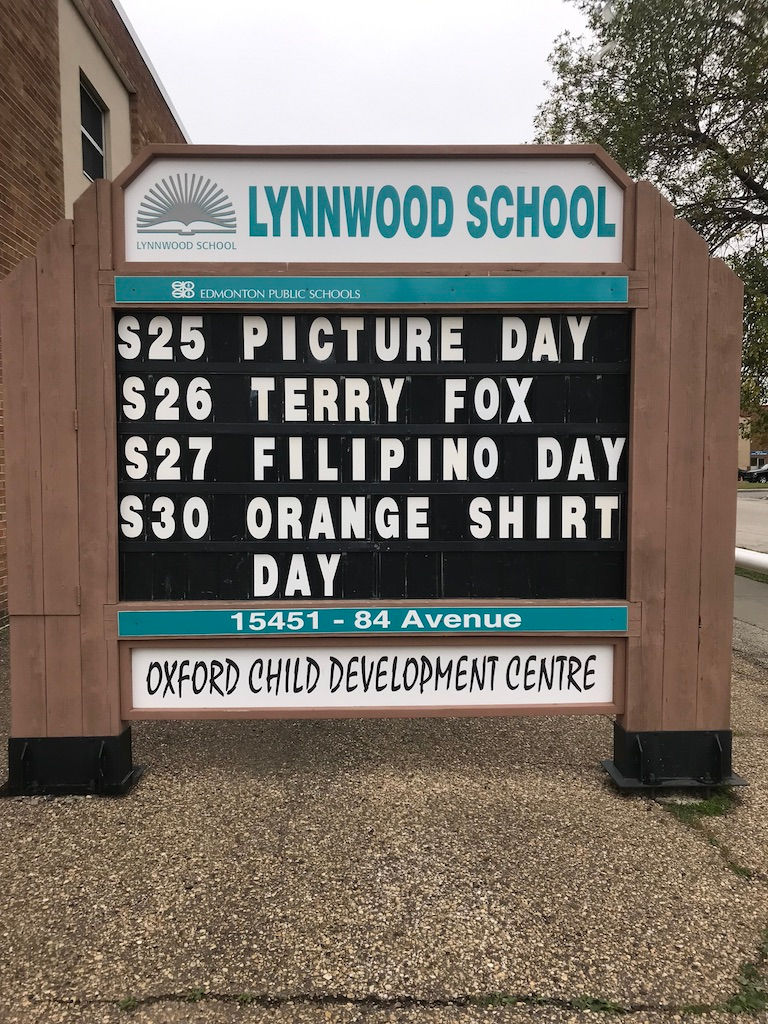 LYNNWOOD SCHOOL
LYNNWOOD SCHOOL
EDMONTON PUBLIC SCHOOLS
S25 PICTURE DAY
S26 TERRY FOX
S27 FILIPINO DAY
S30 ORANGE SHIRT
DAY
15451 - 84 Avenue
OXFORD CHILD DEVELOPMENT CENTRE